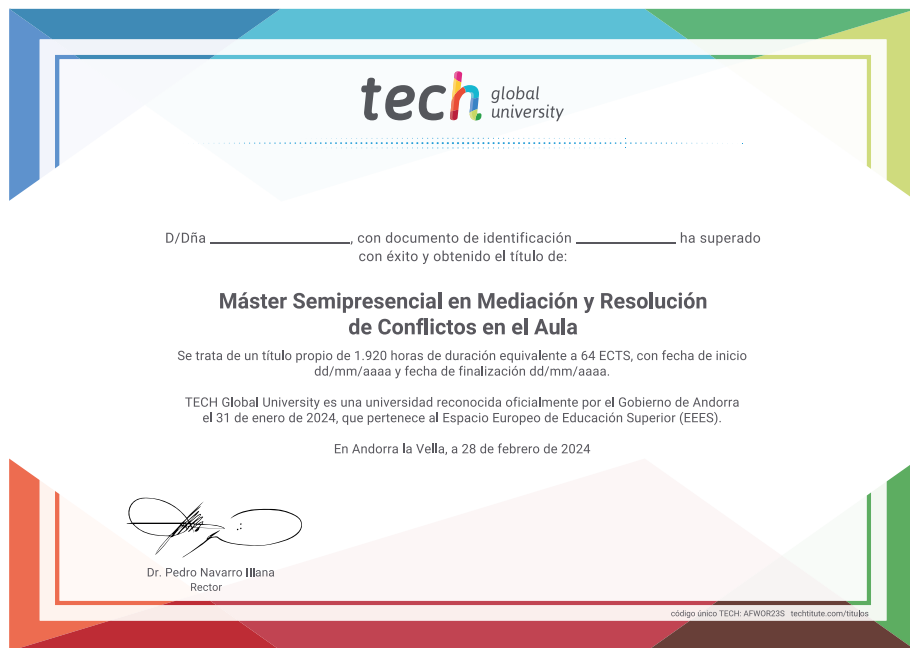 tech global university
D/Dña ____________________, con documento de identificación ______________ ha superado
con éxito y obtenido el título de:
Máster Semipresencial en Mediación y Resolución
de Conflictos en el Aula
Se trata de un título propio de 1.920 horas de duración equivalente a 64 ECTS, con fecha de inicio
dd/mm/aaaa y fecha de finalización dd/mm/aaaa.
TECH Global University es una universidad reconocida oficialmente por el Gobierno de Andorra
el 31 de enero de 2024, que pertenece al Espacio Europeo de Educación Superior (EEES).
En Andorra la Vella, a 28 de febrero de 2024
Dr. Pedro Navarro Illana
Rector
código único TECH: AFWOR23S techtitute.com/titulos